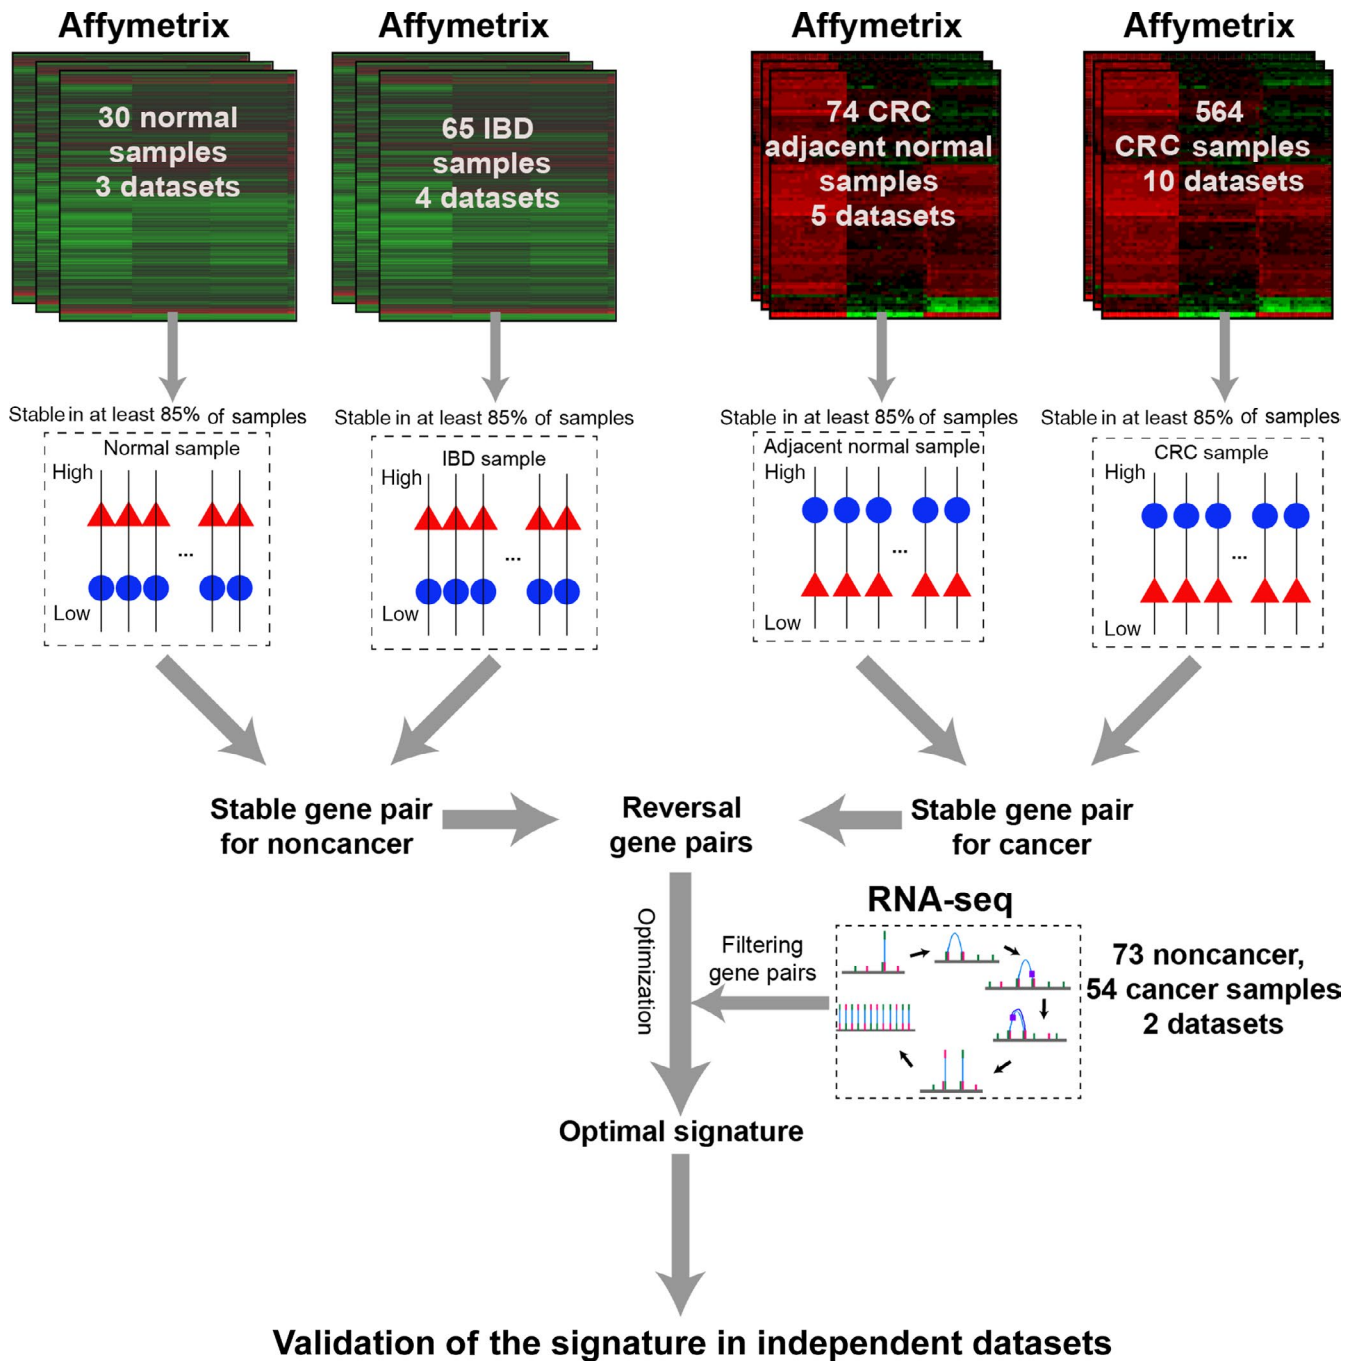 Affymetrix
Affymetrix
Affymetrix
Affymetrix
30 normal
samples
3 datasets
65 IBD
samples
4 datasets
74 CRC
adjacent normal
samples
5 datasets
564
CRC samples
10 datasets
Stable in at least 85% of samples
Stable in at least 85% of samples
Stable in at least 85% of samples
Stable in at least 85% of samples
Normal sample
High
...
Low
IBD sample
High
...
Low
Adjacent normal sample
High
...
Low
CRC sample
High
...
Low
Stable gene pair
for noncancer
Reversal
gene pairs
Stable gene pair
for cancer
Optimization
Filtering
gene pairs
RNA-seq
73 noncancer,
54 cancer samples
2 datasets
Optimal signature
Validation of the signature in independent datasets